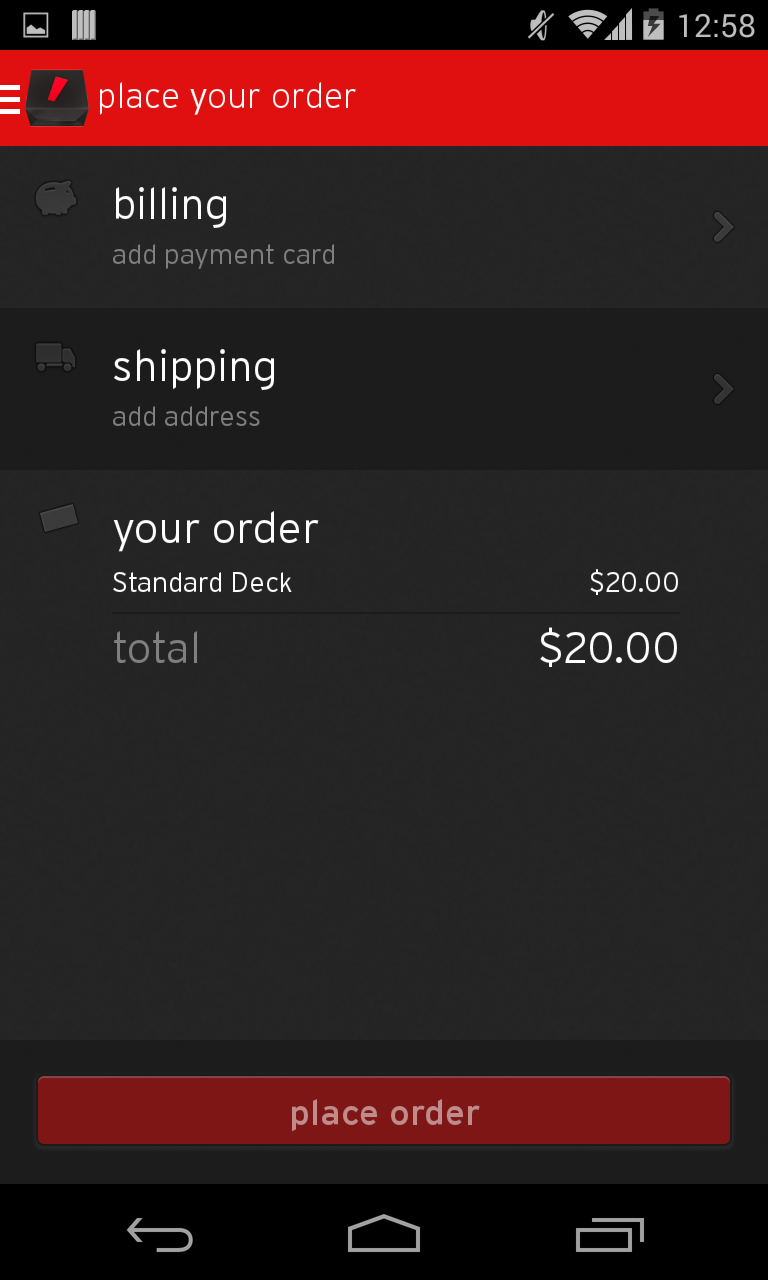 12:58
place your order
billing
add payment card
shipping
add address
your order
Standard Deck $20.00
total $20.00
place order